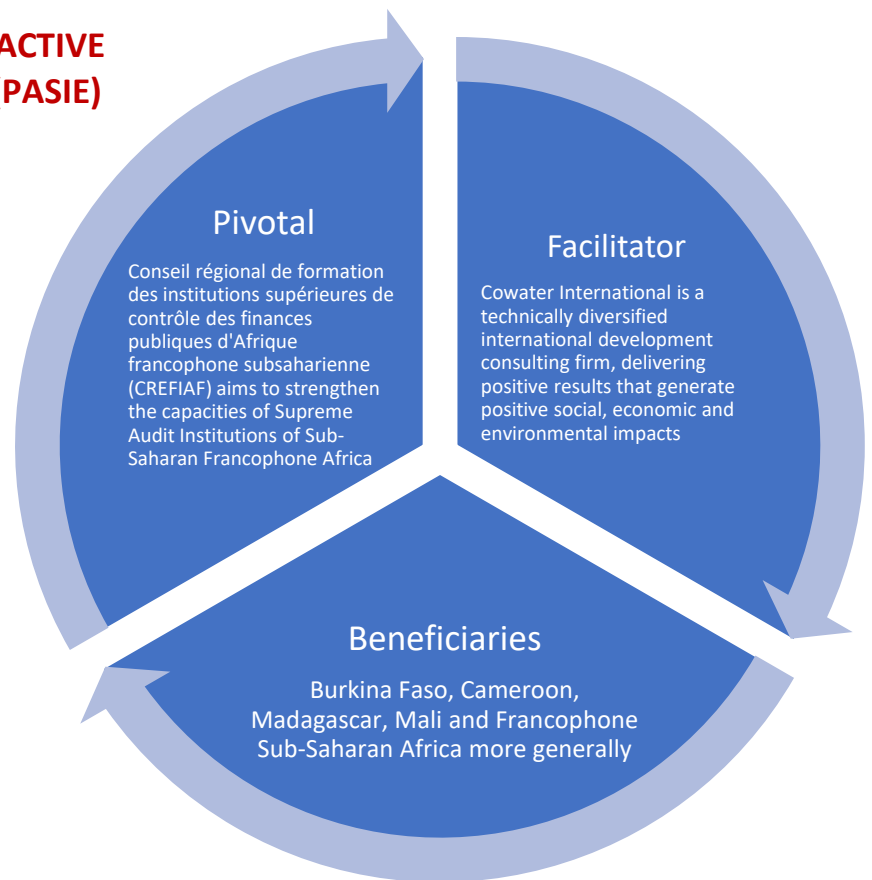 ACTIVE
(PASIE)
Pivotal
Conseil régional de formation
des institutions supérieures de
contrôle des finances
publiques d'Afrique
francophone subsaharienne
(CREFIAF) aims to strengthen
the capacities of Supreme
Audit Institutions of Sub-
Saharan Francophone Africa
Facilitator
Cowater International is a
technically diversified
international development
consulting firm, delivering
positive results that generate
positive social, economic and
environmental impacts
Beneficiaries
Burkina Faso, Cameroon,
Madagascar, Mali and Francophone
Sub-Saharan Africa more generally